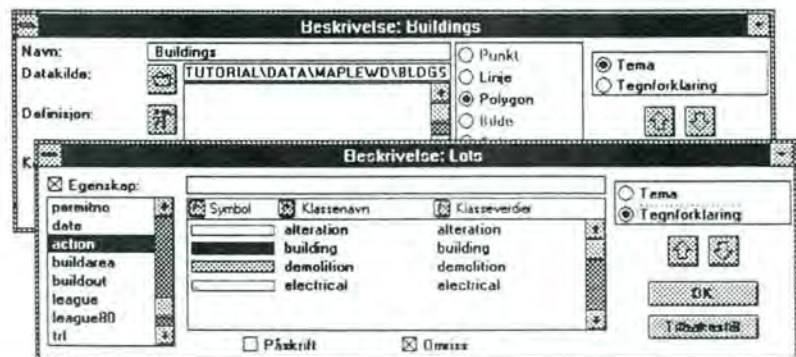 Beskrivelse: Buildings
Navn: Buildings
Datakilde: TUTORIAL\DATA\MAPLEWD\BLDGS
Definisjon:
Punkt
Linje
Polygon
Bilde
Tema
Tegnforklaring
Beskrivelse: Lots
Egenskap:
permitno
date
action
buildarea
buildout
league
league80
trl
Symbol Klassenavn Klasseverdier
alteration alteration
building building
demolition demolition
electrical electrical
Påskrift Omriss
Tema
Tegnforklaring
OK
Tilbakestill